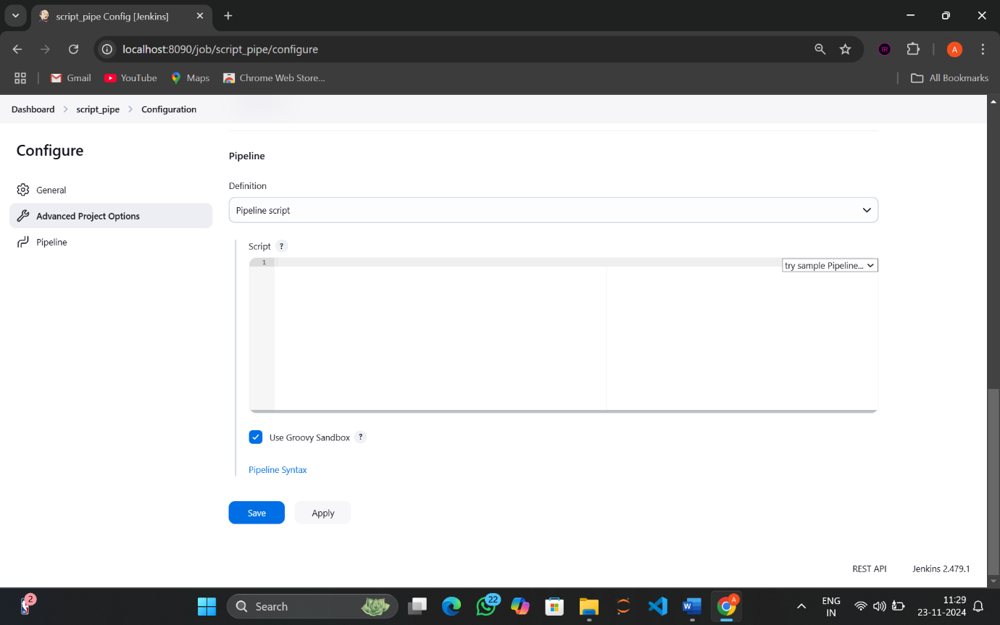 script_pipe Config [Jenkins]
localhost:8090/job/script_pipe/configure
A
Gmail
YouTube
Maps
Chrome Web Store...
All Bookmarks
Dashboard
script_pipe
Configuration
Configure
General
Advanced Project Options
Pipeline
Pipeline
Definition
Pipeline script
Script ?
1
try sample Pipeline...
Use Groovy Sandbox ?
Pipeline Syntax
Save
Apply
REST API
Jenkins 2.479.1
2
Search
22
W
A
ENG
IN
11:29
23-11-2024